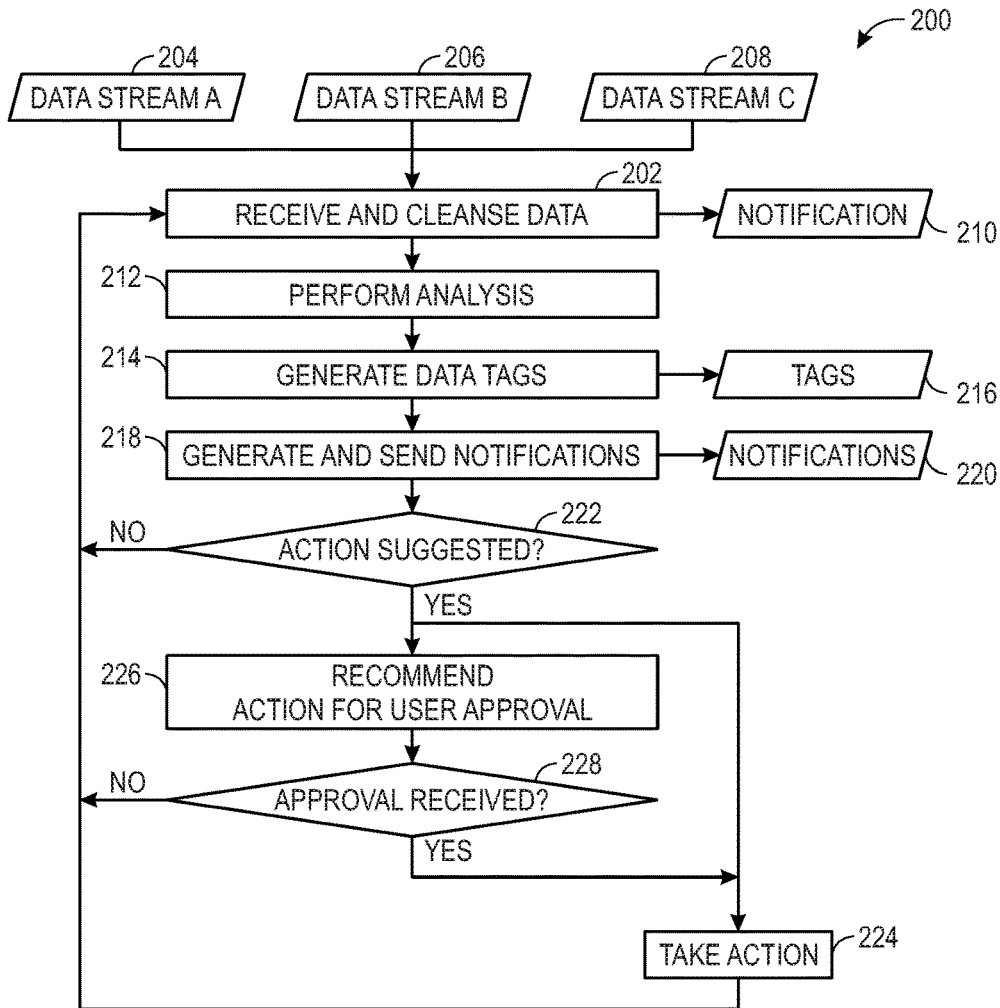 200
204
206
208
DATA STREAM A
DATA STREAM B
DATA STREAM C
202
RECEIVE AND CLEANSE DATA
NOTIFICATION
210
212
PERFORM ANALYSIS
214
GENERATE DATA TAGS
TAGS
216
218
GENERATE AND SEND NOTIFICATIONS
NOTIFICATIONS
220
222
NO
ACTION SUGGESTED?
YES
226
RECOMMEND
ACTION FOR USER APPROVAL
228
NO
APPROVAL RECEIVED?
YES
TAKE ACTION
224